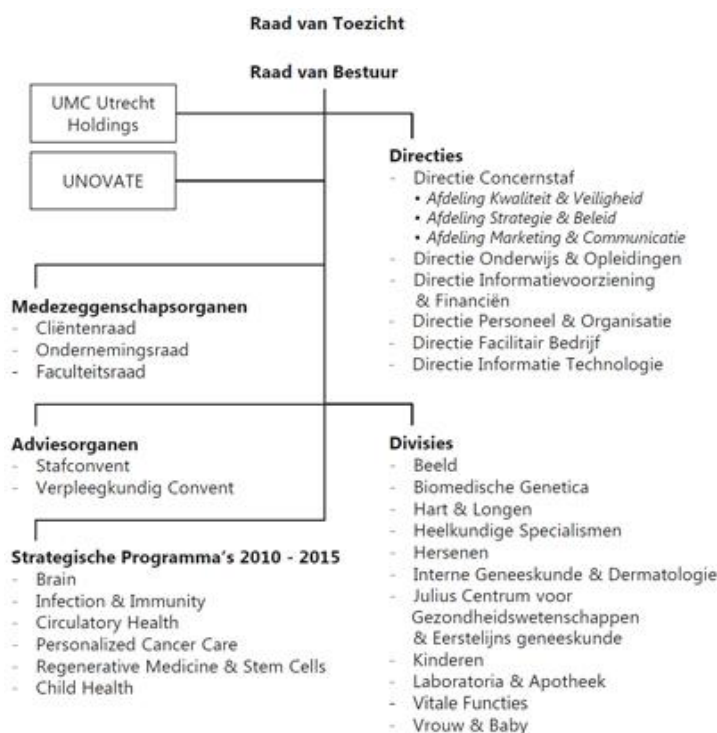 Raad van Toezicht
Raad van Bestuur
UMC Utrecht
Holdings
UNOVATE
Directies
- Directie Concernstaf
• Afdeling Kwaliteit & Veiligheid
• Afdeling Strategie & Beleid
• Afdeling Marketing & Communicatie
- Directie Onderwijs & Opleidingen
- Directie Informatievoorziening
& Financiën
- Directie Personeel & Organisatie
- Directie Facilitair Bedrijf
- Directie Informatie Technologie
Medezeggenschapsorganen
- Cliëntenraad
- Ondernemingsraad
- Faculteitsraad
Adviesorganen
- Stafconvent
- Verpleegkundig Convent
Divisies
- Beeld
- Biomedische Genetica
- Hart & Longen
- Heelkundige Specialismen
- Hersenen
- Interne Geneeskunde & Dermatologie
- Julius Centrum voor
Gezondheidswetenschappen
& Eerstelijns geneeskunde
- Kinderen
- Laboratoria & Apotheek
- Vitale Functies
- Vrouw & Baby
Strategische Programma's 2010 - 2015
- Brain
- Infection & Immunity
- Circulatory Health
- Personalized Cancer Care
- Regenerative Medicine & Stem Cells
- Child Health